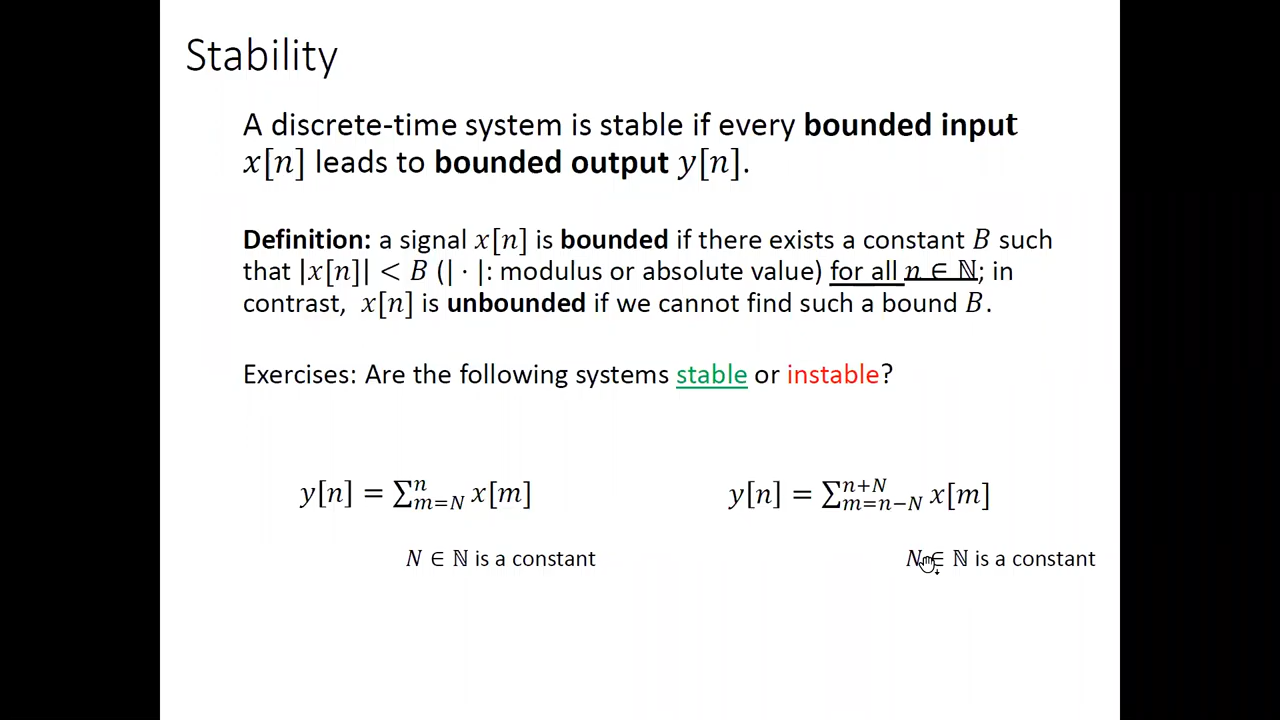 Stability
A discrete-time system is stable if every bounded input
x[n] leads to bounded output y[n].
Definition: a signal x[n] is bounded if there exists a constant B such
that |x[n]| < B (| · |: modulus or absolute value) for all n ∈ ℕ; in
contrast, x[n] is unbounded if we cannot find such a bound B.
Exercises: Are the following systems stable or instable?
y[n] = ∑ₘ₌Nⁿ x[m]
y[n] = ∑_{m=n−N}^{n+N} x[m]
N ∈ ℕ is a constant
N ∈ ℕ is a constant